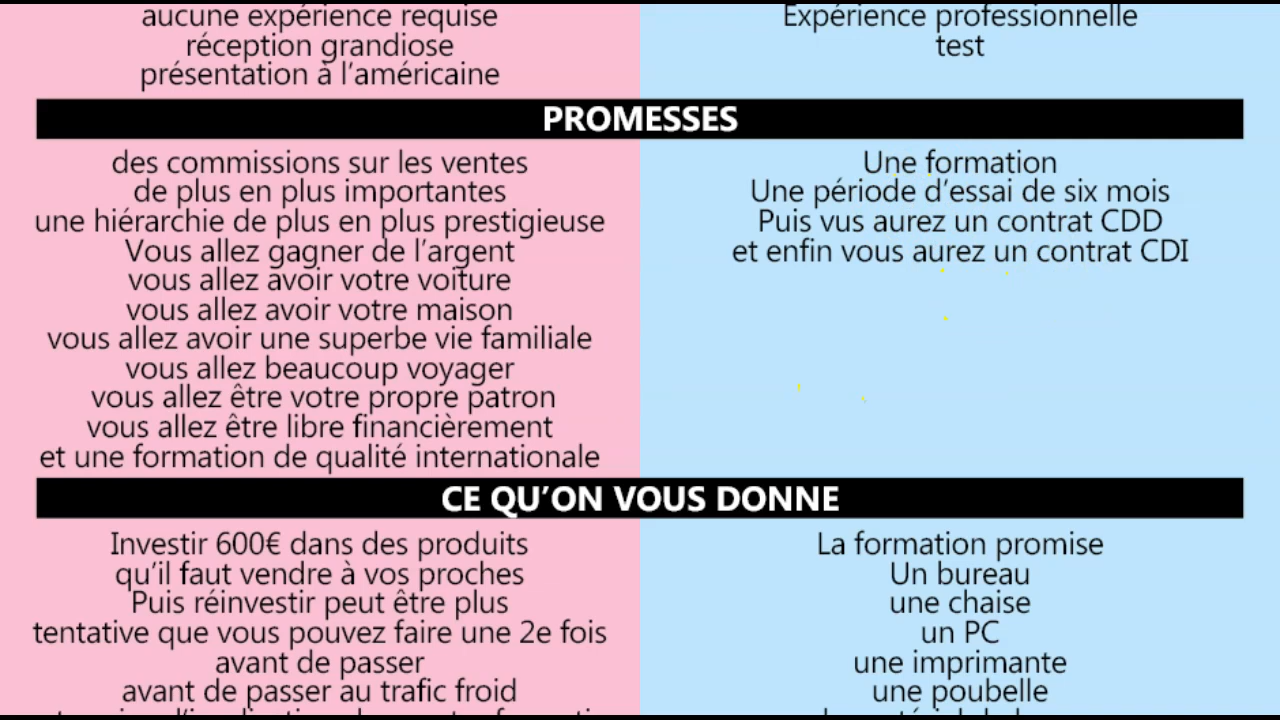 aucune expérience requise
réception grandiose
présentation à l'américaine
Expérience professionnelle
test
PROMESSES
des commissions sur les ventes
de plus en plus importantes
une hiérarchie de plus en plus prestigieuse
Vous allez gagner de l'argent
vous allez avoir votre voiture
vous allez avoir votre maison
vous allez avoir une superbe vie familiale
vous allez beaucoup voyager
vous allez être votre propre patron
vous allez être libre financièrement
et une formation de qualité internationale
Une formation
Une période d'essai de six mois
Puis vus aurez un contrat CDD
et enfin vous aurez un contrat CDI
CE QU'ON VOUS DONNE
Investir 600€ dans des produits
qu'il faut vendre à vos proches
Puis réinvestir peut être plus
tentative que vous pouvez faire une 2e fois
avant de passer
avant de passer au trafic froid
La formation promise
Un bureau
une chaise
un PC
une imprimante
une poubelle